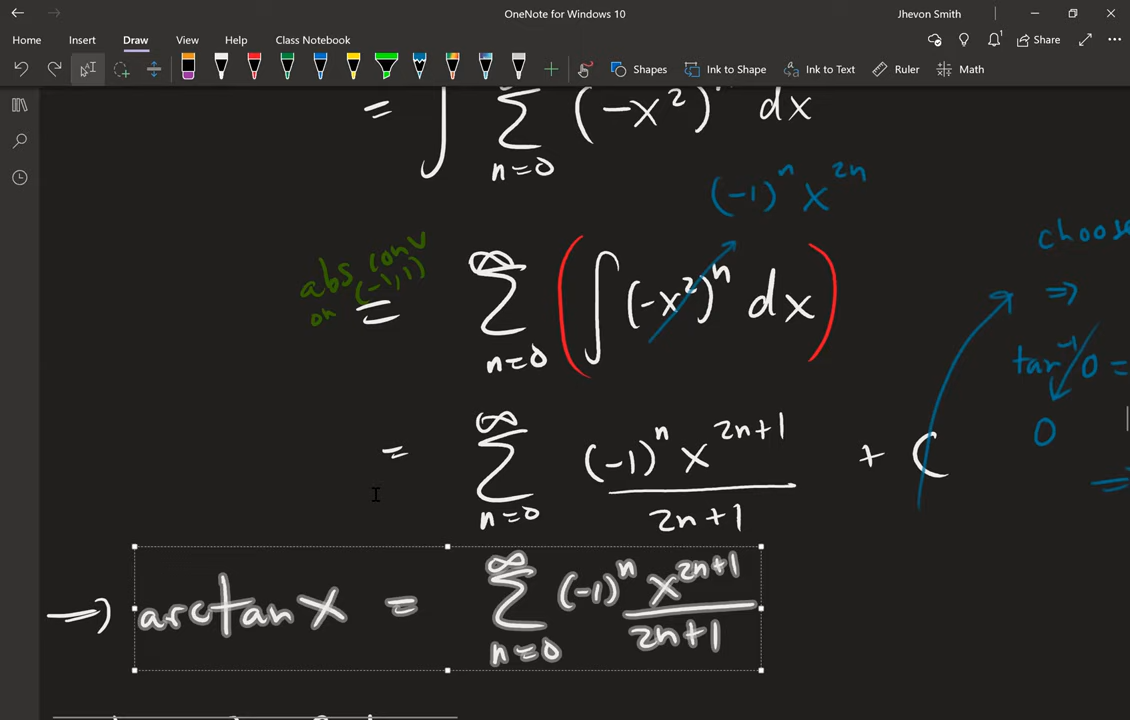 OneNote for Windows 10
Jhevon Smith
Home Insert Draw View Help Class Notebook
Share
Shapes Ink to Shape Ink to Text Ruler Math
= ∫ Σ n=0 (-x²)ⁿ dx
(-1)ⁿ x²ⁿ
choose
abs conv
on (-1,1)
= Σ n=0 ∞ ( ∫ (-x²)ⁿ dx )
⇒
tan⁻¹ 0 =
0
= Σ n=0 ∞ (-1)ⁿ x²ⁿ⁺¹ / 2n+1 + C
⇒
⇒ arctan x = Σ n=0 ∞ (-1)ⁿ x²ⁿ⁺¹ / 2n+1